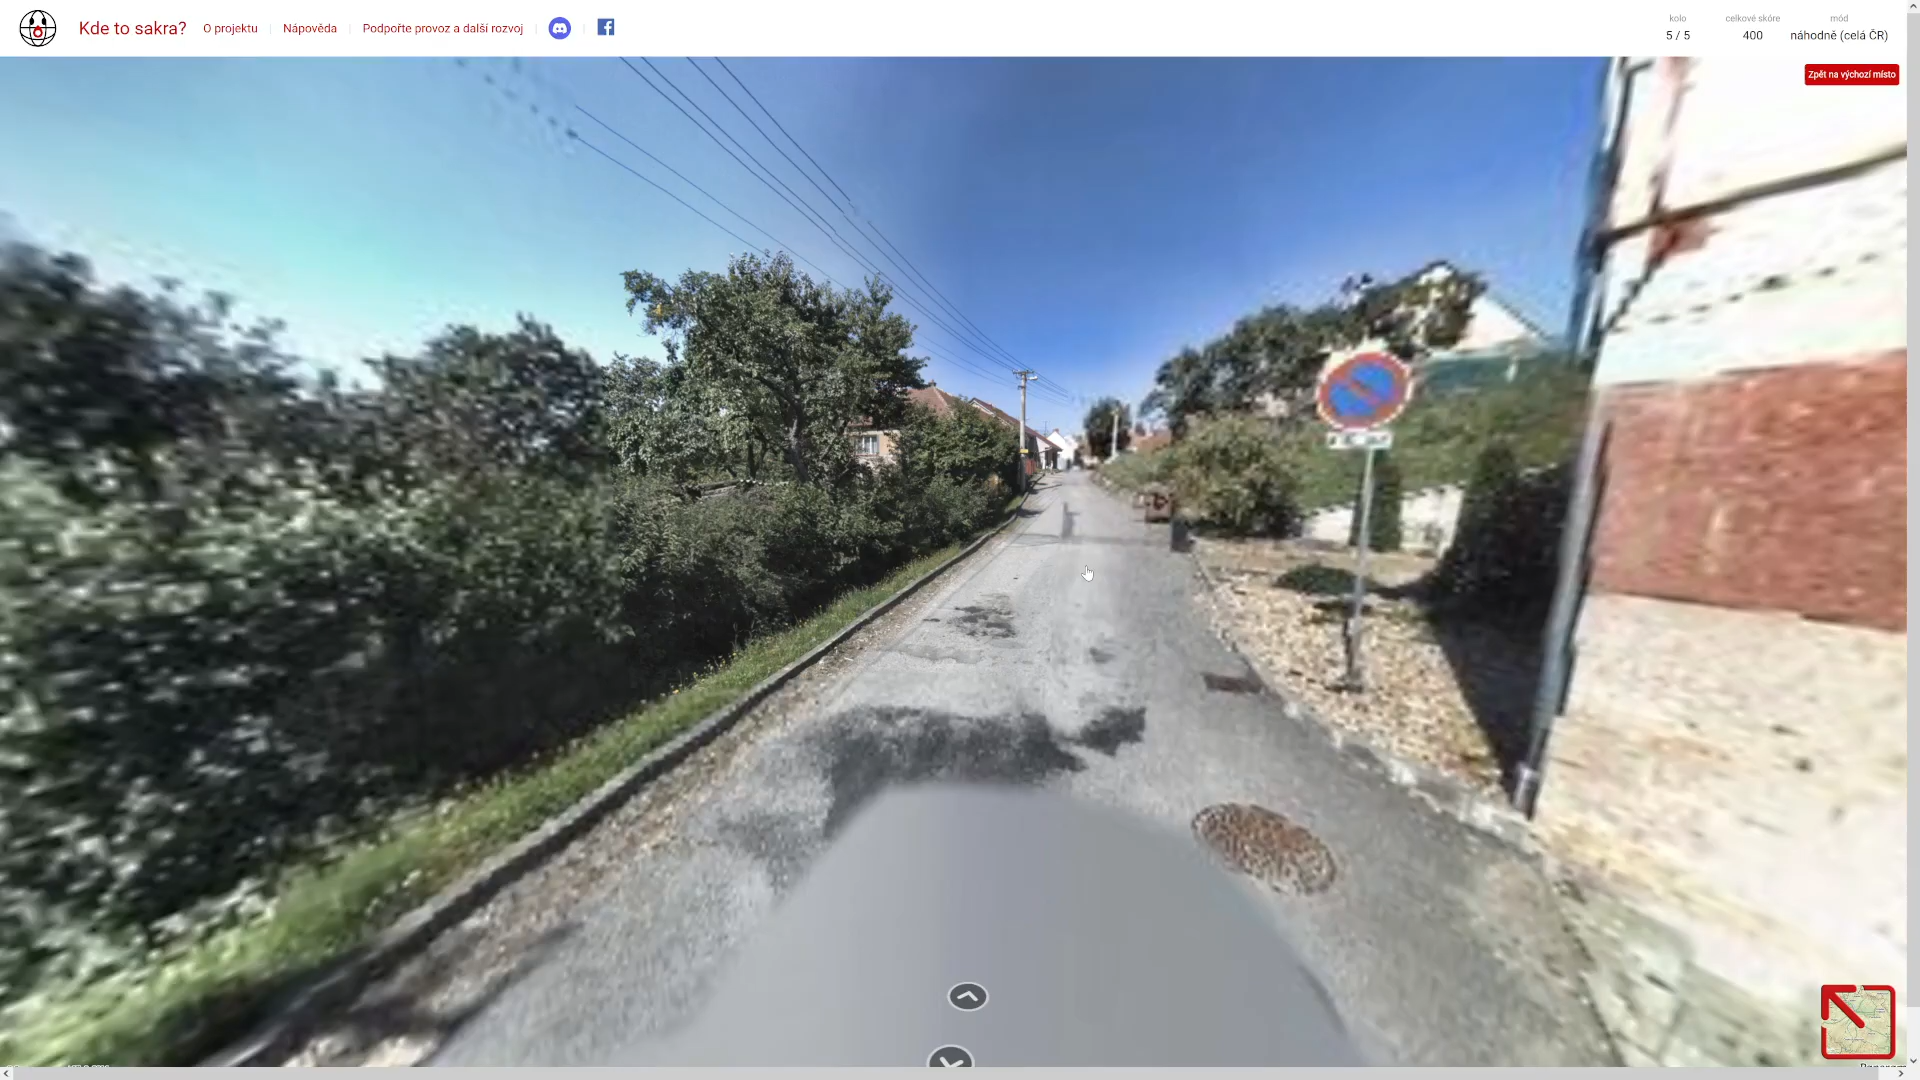 Kde to sakra?
O projektu
Nápověda
Podpořte provoz a další rozvoj
kolo
5 / 5
celkové skóre
400
mód
náhodně (celá ČR)
Zpět na výchozí místo